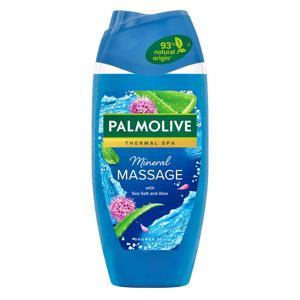 93%
natural
origin*
PALMOLIVE
THERMAL SPA
Mineral
MASSAGE
with
Sea Salt and Aloe
SHOWER GEL